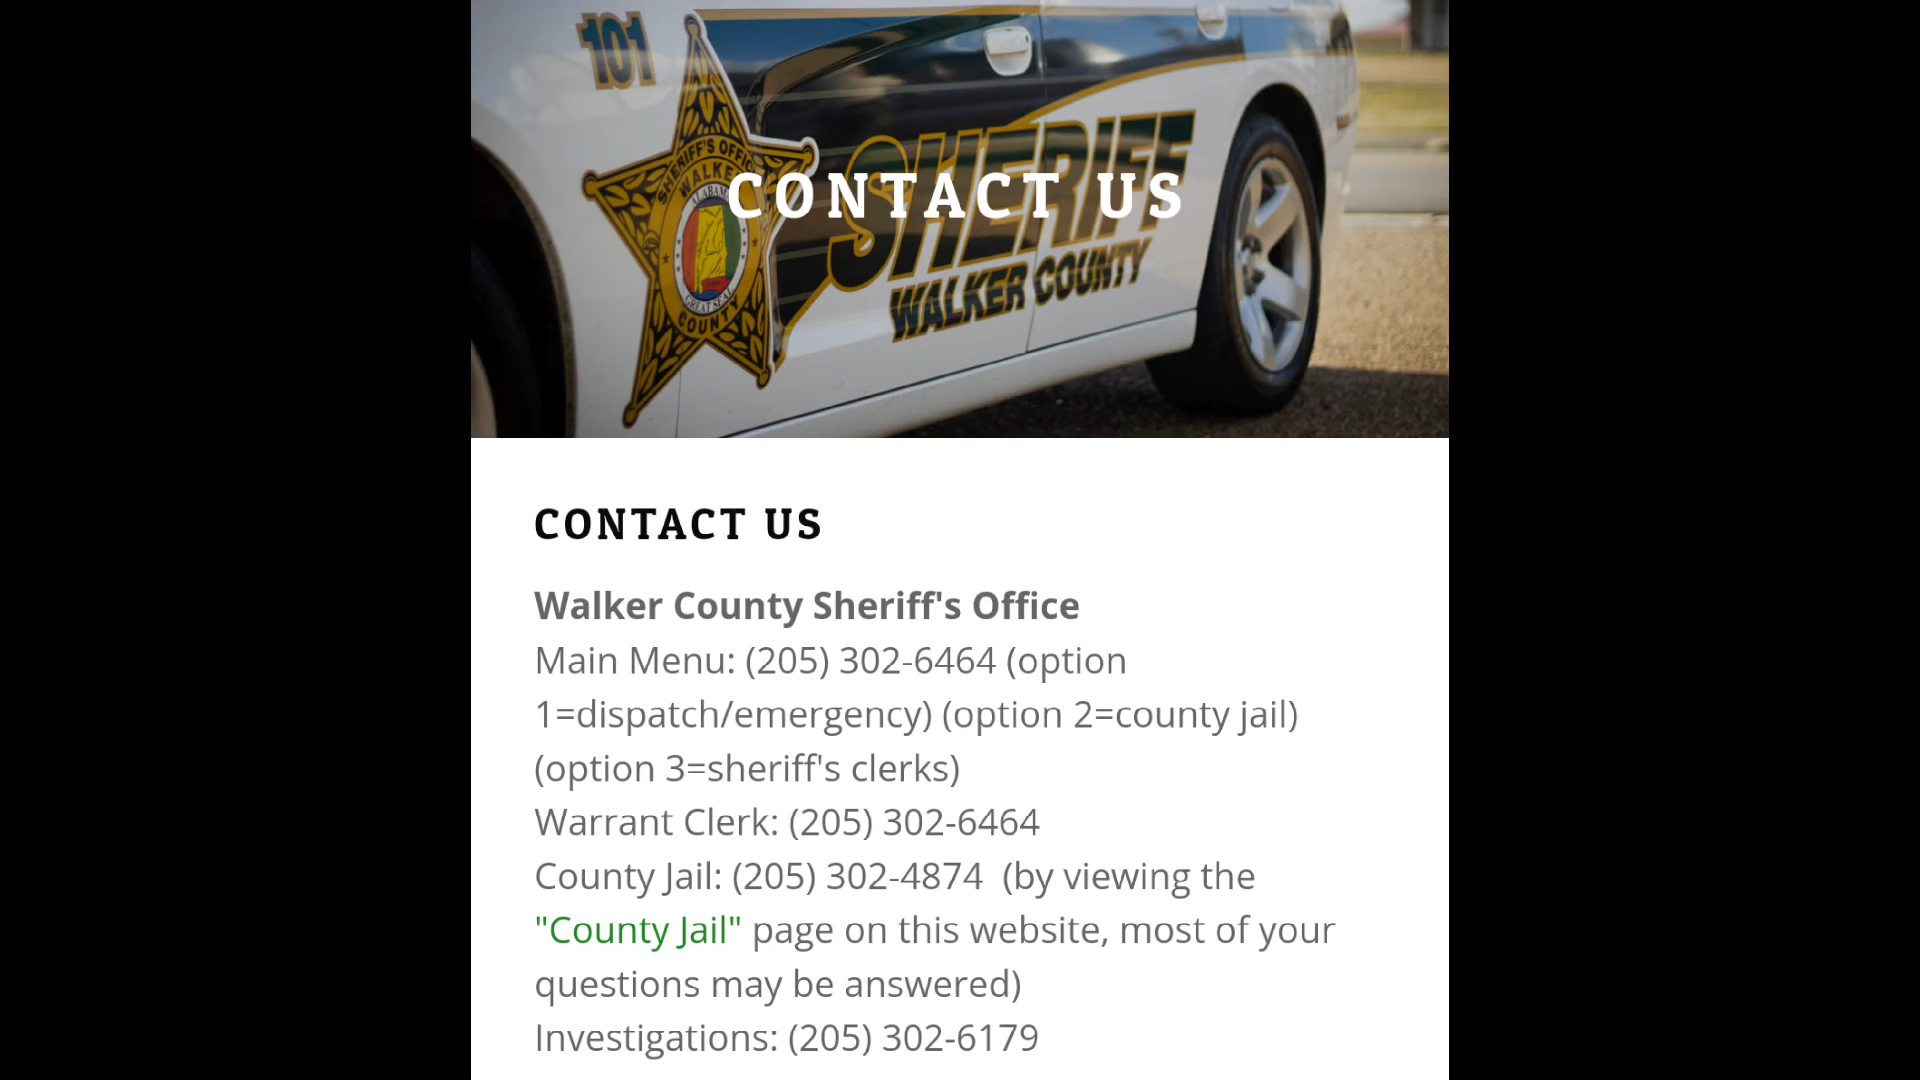 101
SHERIFF'S OFFICE
WALKER
ALABAMA
GREAT SEAL
COUNTY
SHERIFF
WALKER COUNTY
CONTACT US
CONTACT US
Walker County Sheriff's Office
Main Menu: (205) 302-6464 (option
1=dispatch/emergency) (option 2=county jail)
(option 3=sheriff's clerks)
Warrant Clerk: (205) 302-6464
County Jail: (205) 302-4874 (by viewing the
"County Jail" page on this website, most of your
questions may be answered)
Investigations: (205) 302-6179